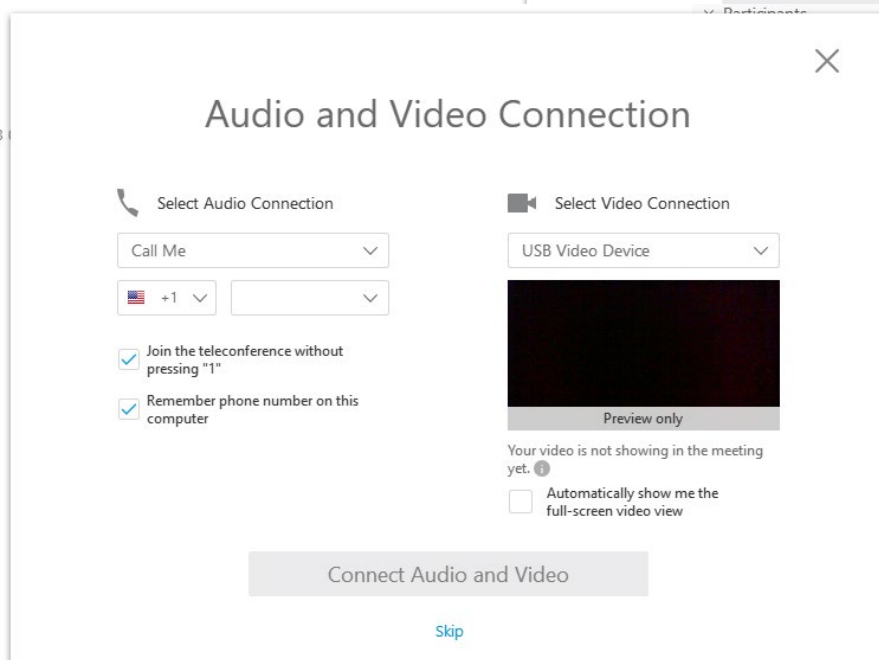 Participants
Audio and Video Connection
Select Audio Connection
Call Me
+1
Join the teleconference without
pressing "1"
Remember phone number on this
computer
Select Video Connection
USB Video Device
Preview only
Your video is not showing in the meeting
yet.
Automatically show me the
full-screen video view
Connect Audio and Video
Skip